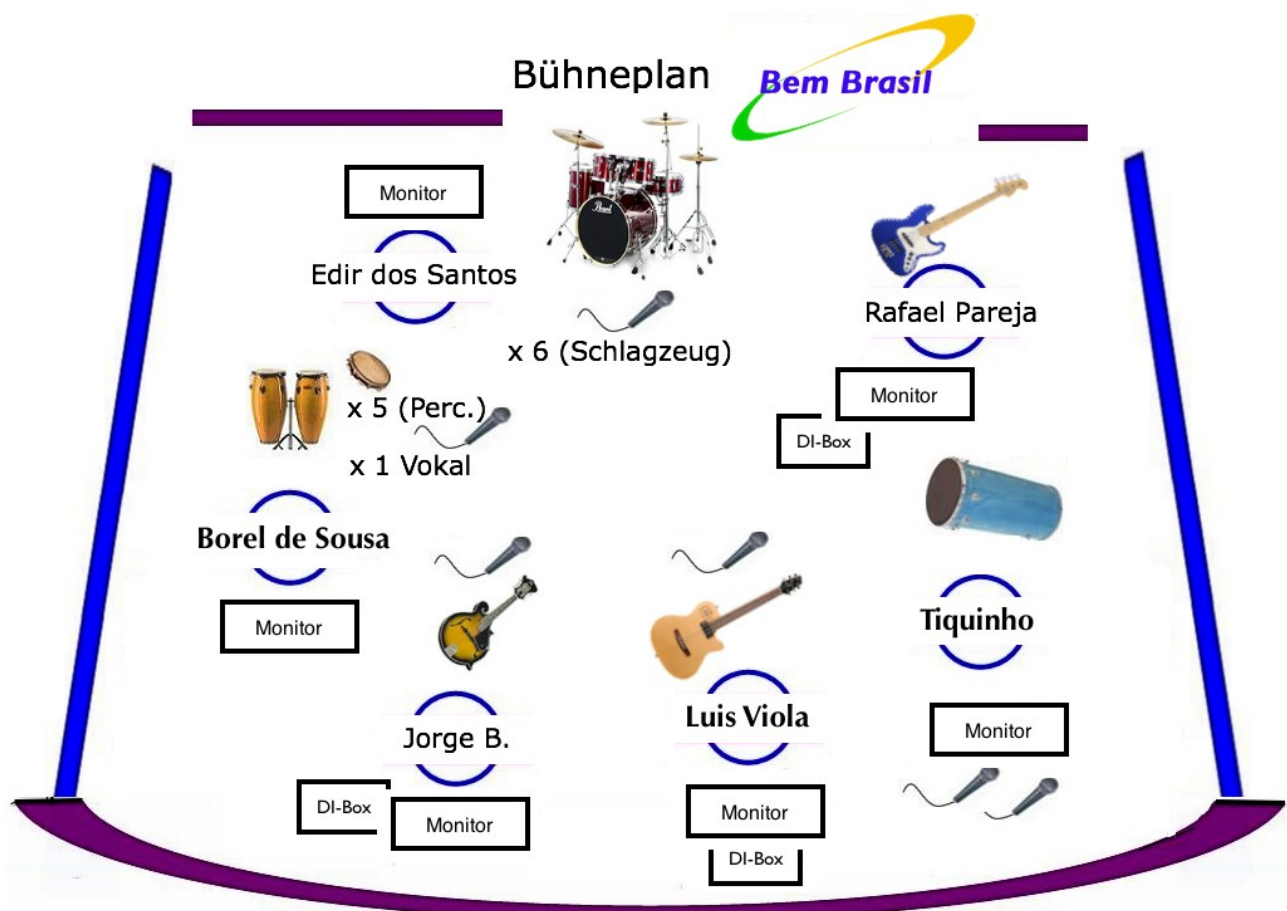 Bühneplan
Bem Brasil
Monitor
Edir dos Santos
Pearl
x 6 (Schlagzeug)
Rafael Pareja
Monitor
DI-Box
x 5 (Perc.)
x 1 Vokal
Borel de Sousa
Monitor
Tiquinho
Monitor
Luis Viola
Monitor
DI-Box
Jorge B.
DI-Box
Monitor